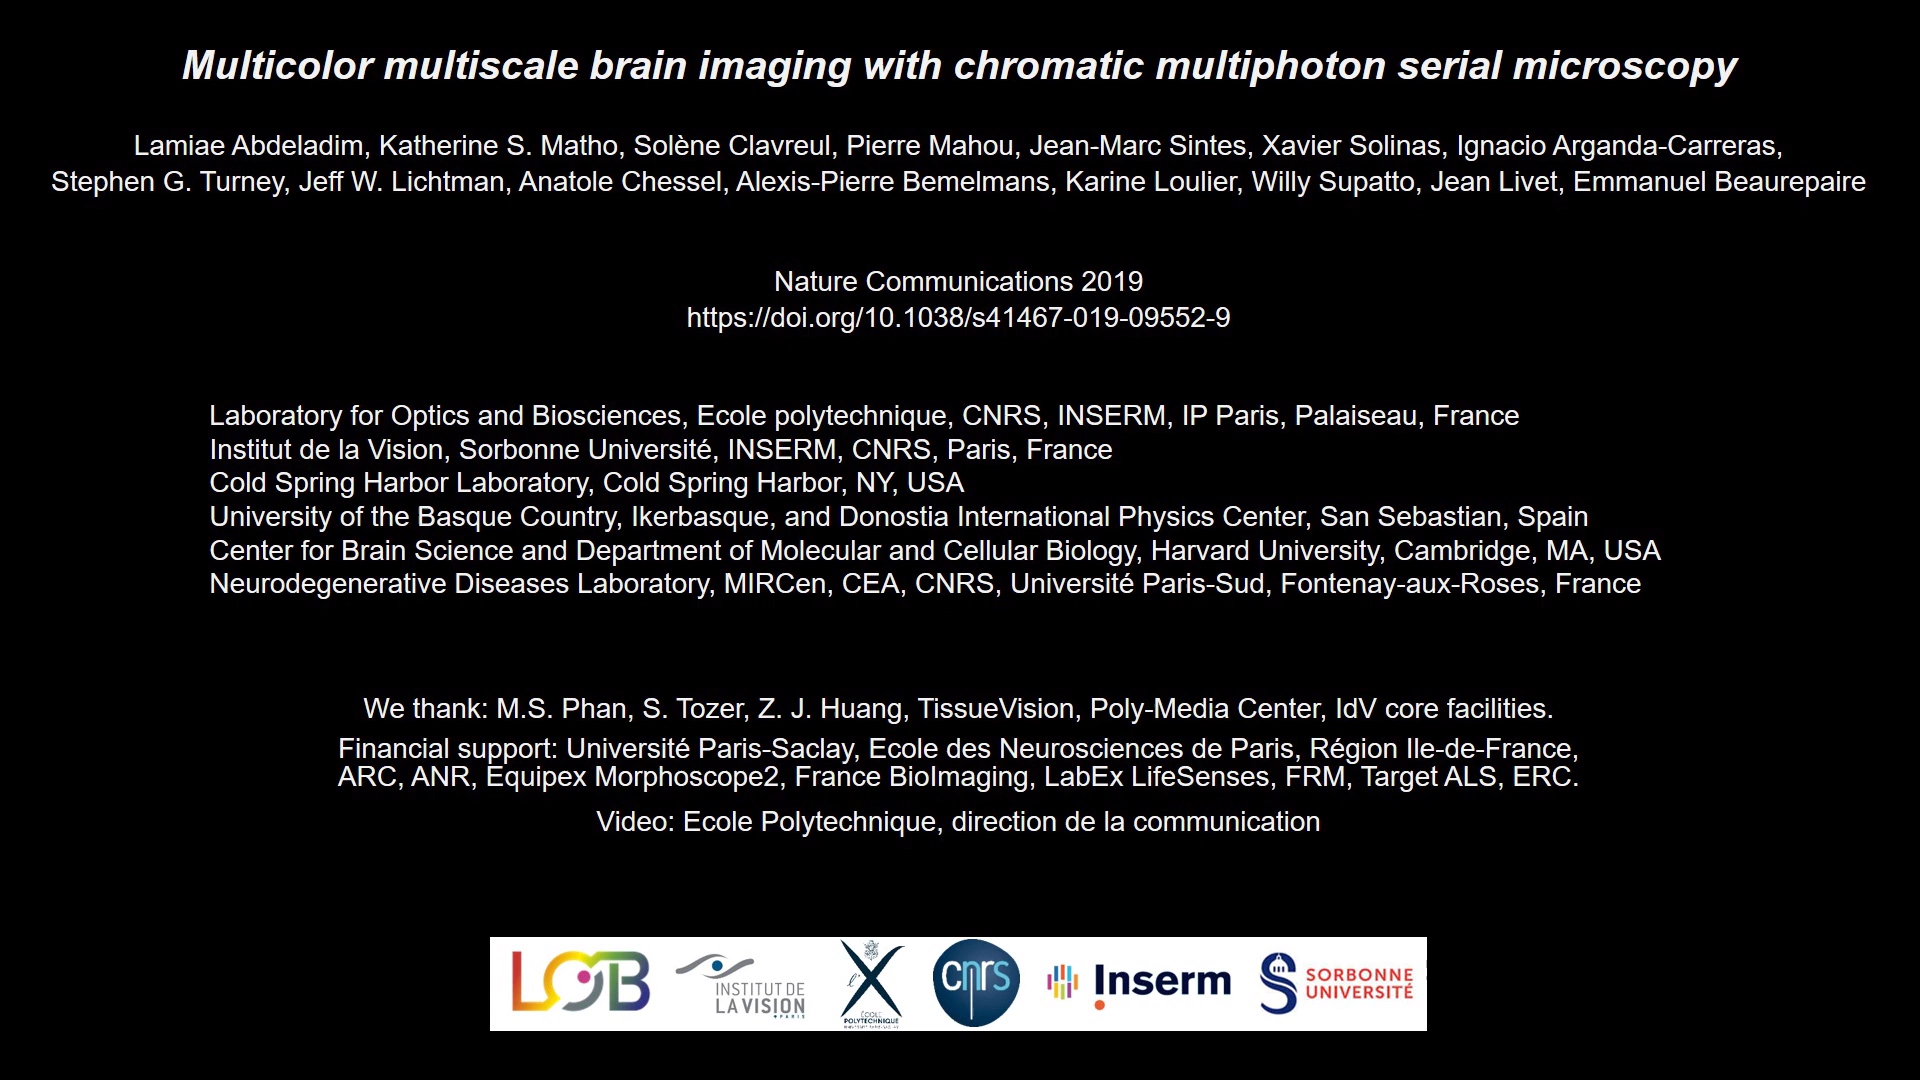 Multicolor multiscale brain imaging with chromatic multiphoton serial microscopy
Lamiae Abdeladim, Katherine S. Matho, Solène Clavreul, Pierre Mahou, Jean-Marc Sintes, Xavier Solinas, Ignacio Arganda-Carreras,
Stephen G. Turney, Jeff W. Lichtman, Anatole Chessel, Alexis-Pierre Bemelmans, Karine Loulier, Willy Supatto, Jean Livet, Emmanuel Beaurepaire
Nature Communications 2019
https://doi.org/10.1038/s41467-019-09552-9
Laboratory for Optics and Biosciences, Ecole polytechnique, CNRS, INSERM, IP Paris, Palaiseau, France
Institut de la Vision, Sorbonne Université, INSERM, CNRS, Paris, France
Cold Spring Harbor Laboratory, Cold Spring Harbor, NY, USA
University of the Basque Country, Ikerbasque, and Donostia International Physics Center, San Sebastian, Spain
Center for Brain Science and Department of Molecular and Cellular Biology, Harvard University, Cambridge, MA, USA
Neurodegenerative Diseases Laboratory, MIRCen, CEA, CNRS, Université Paris-Sud, Fontenay-aux-Roses, France
We thank: M.S. Phan, S. Tozer, Z. J. Huang, TissueVision, Poly-Media Center, IdV core facilities.
Financial support: Université Paris-Saclay, Ecole des Neurosciences de Paris, Région Ile-de-France,
ARC, ANR, Equipex Morphoscope2, France BioImaging, LabEx LifeSenses, FRM, Target ALS, ERC.
Video: Ecole Polytechnique, direction de la communication
LOB
INSTITUT DE
LA VISION
PARIS
l'X
ÉCOLE
POLYTECHNIQUE
cnrs
Inserm
SORBONNE
UNIVERSITÉ